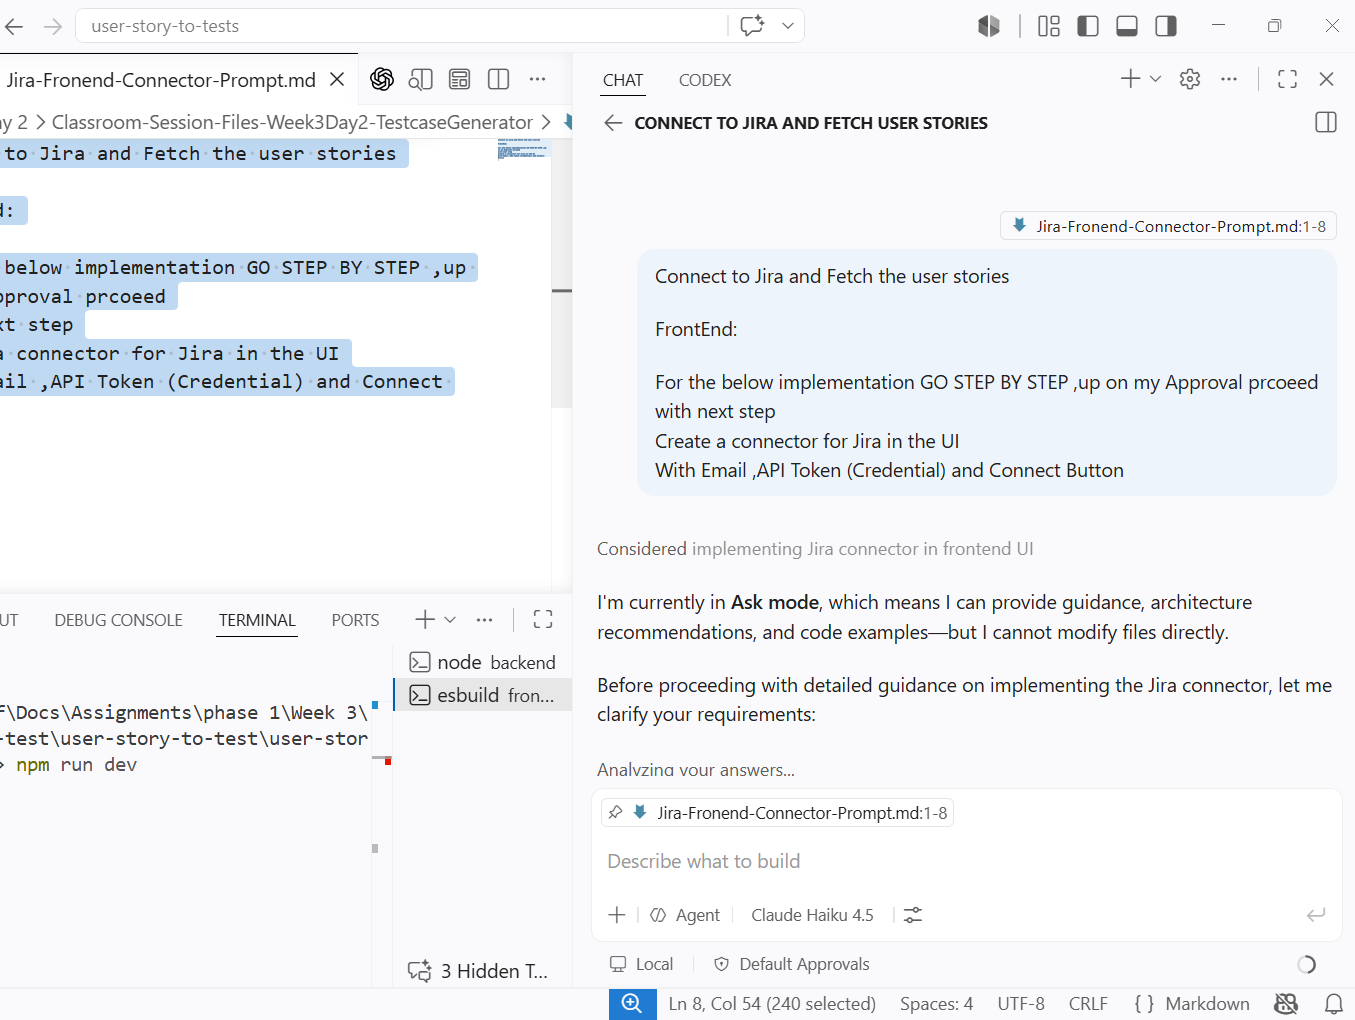 user-story-to-tests
Jira-Fronend-Connector-Prompt.md
ay 2 > Classroom-Session-Files-Week3Day2-TestcaseGenerator >
to Jira and Fetch the user stories
d:
below implementation GO STEP BY STEP ,up
pproval prcoeed
xt step
a connector for Jira in the UI
ail ,API Token (Credential) and Connect
UT DEBUG CONSOLE TERMINAL PORTS
node backend
esbuild fron...
f\Docs\Assignments\phase 1\Week 3\
-test\user-story-to-test\user-stor
> npm run dev
3 Hidden T...
CHAT CODEX
CONNECT TO JIRA AND FETCH USER STORIES
Jira-Fronend-Connector-Prompt.md:1-8
Connect to Jira and Fetch the user stories
FrontEnd:
For the below implementation GO STEP BY STEP ,up on my Approval prcoeed
with next step
Create a connector for Jira in the UI
With Email ,API Token (Credential) and Connect Button
Considered implementing Jira connector in frontend UI
I'm currently in Ask mode, which means I can provide guidance, architecture
recommendations, and code examples—but I cannot modify files directly.
Before proceeding with detailed guidance on implementing the Jira connector, let me
clarify your requirements:
Analyzing your answers...
Jira-Fronend-Connector-Prompt.md:1-8
Describe what to build
Agent Claude Haiku 4.5
Local Default Approvals
Ln 8, Col 54 (240 selected) Spaces: 4 UTF-8 CRLF { } Markdown